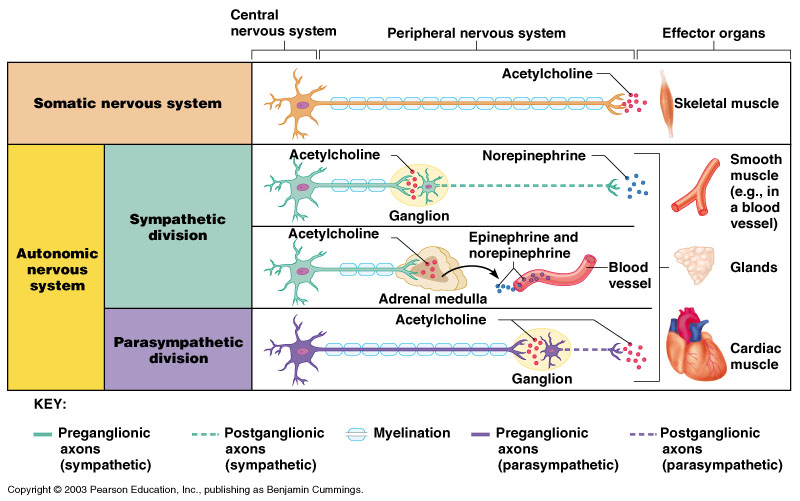 Central
nervous system
Peripheral nervous system
Effector organs
Somatic nervous system
Acetylcholine
Skeletal muscle
Autonomic
nervous
system
Sympathetic
division
Acetylcholine
Ganglion
Norepinephrine
Smooth
muscle
(e.g., in
a blood
vessel)
Acetylcholine
Adrenal medulla
Epinephrine and
norepinephrine
Blood
vessel
Glands
Parasympathetic
division
Acetylcholine
Ganglion
Cardiac
muscle
KEY:
Preganglionic
axons
(sympathetic)
Postganglionic
axons
(sympathetic)
Myelination
Preganglionic
axons
(parasympathetic)
Postganglionic
axons
(parasympathetic)
Copyright © 2003 Pearson Education, Inc., publishing as Benjamin Cummings.